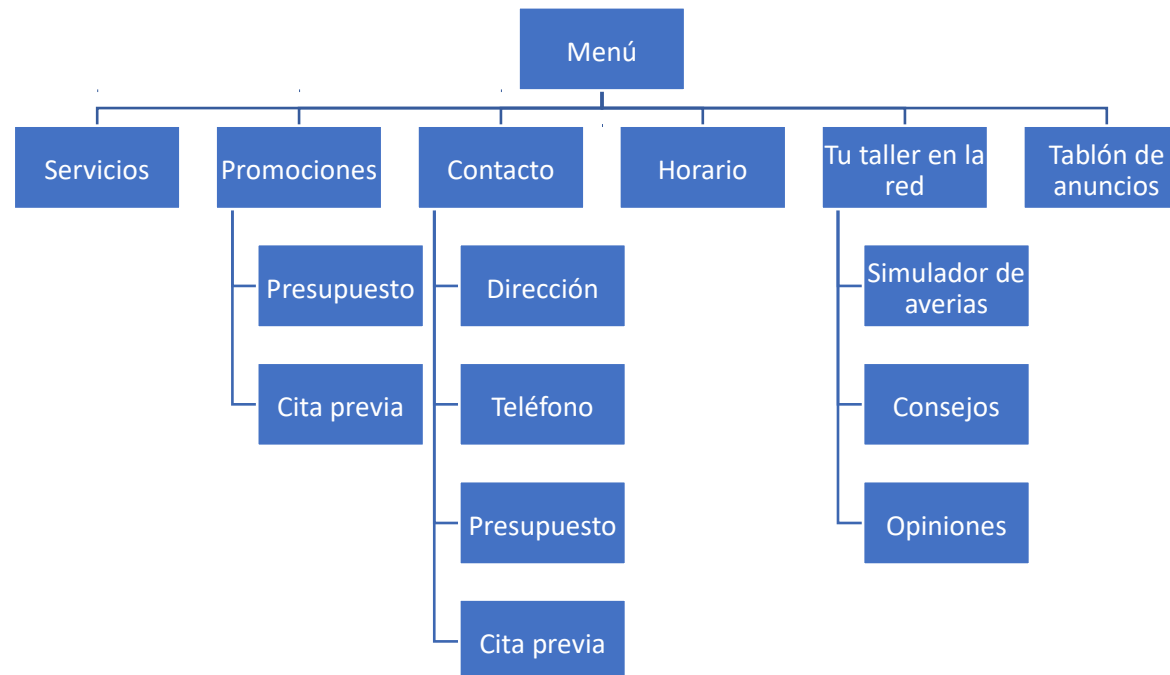 Menú
Servicios
Promociones
Contacto
Horario
Tu taller en la
red
Tablón de
anuncios
Presupuesto
Cita previa
Dirección
Teléfono
Presupuesto
Cita previa
Simulador de
averias
Consejos
Opiniones